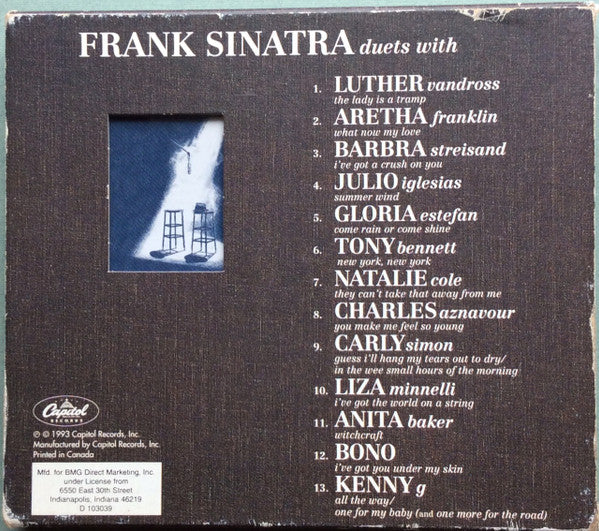 FRANK SINATRA duets with
1. LUTHER vandross
the lady is a tramp
2. ARETHA franklin
what now my love
3. BARBRA streisand
i've got a crush on you
4. JULIO iglesias
summer wind
5. GLORIA estefan
come rain or come shine
6. TONY bennett
new york, new york
7. NATALIE cole
they can't take that away from me
8. CHARLES aznavour
you make me feel so young
9. CARLY simon
guess i'll hang my tears out to dry/
in the wee small hours of the morning
10. LIZA minnelli
i've got the world on a string
11. ANITA baker
witchcraft
12. BONO
i've got you under my skin
13. KENNY g
all the way/
one for my baby (and one more for the road)
Capitol
RECORDS
℗ © 1993 Capitol Records, Inc.
Manufactured by Capitol Records, Inc.
Printed in Canada
Mfd. for BMG Direct Marketing, Inc.
under License from
6550 East 30th Street
Indianapolis, Indiana 46219
D 103039